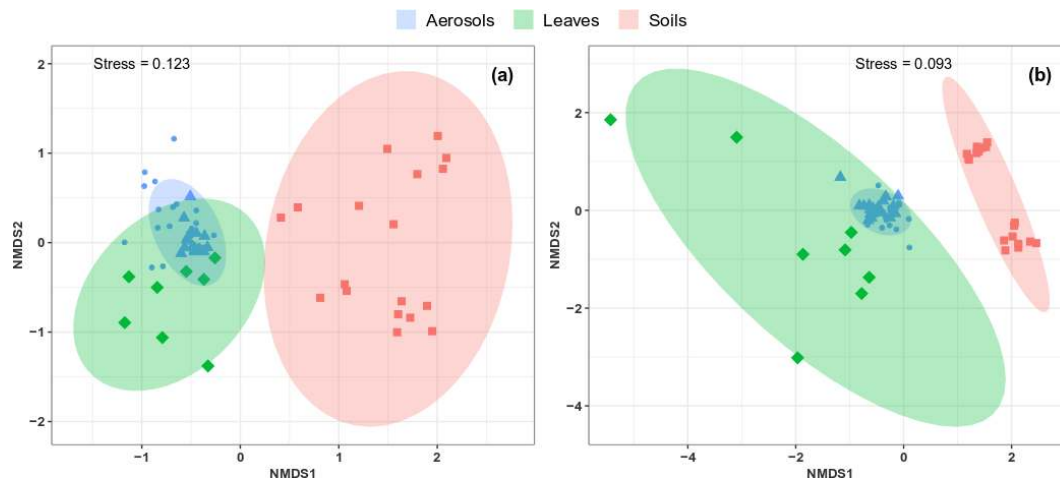 Aerosols Leaves Soils
Stress = 0.123 (a)
2
1
0
−1
−2
−1 0 1 2
NMDS1
NMDS2
Stress = 0.093 (b)
2
0
−2
−4
−4 −2 0 2
NMDS1
NMDS2